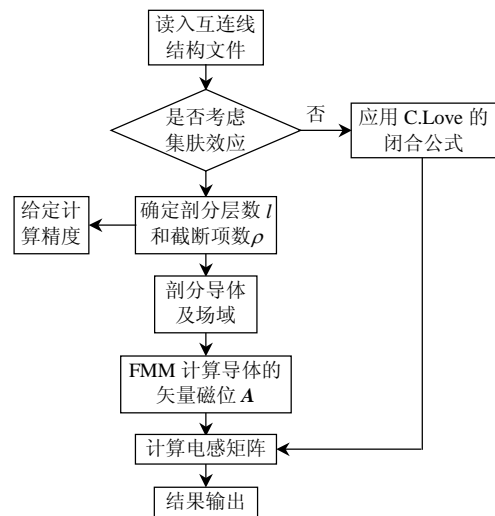 读入互连线
结构文件
是否考虑
集肤效应
否
应用 C.Love 的
闭合公式
给定计
算精度
确定剖分层数 l
和截断项数ρ
剖分导体
及场域
FMM 计算导体的
矢量磁位 A
计算电感矩阵
结果输出